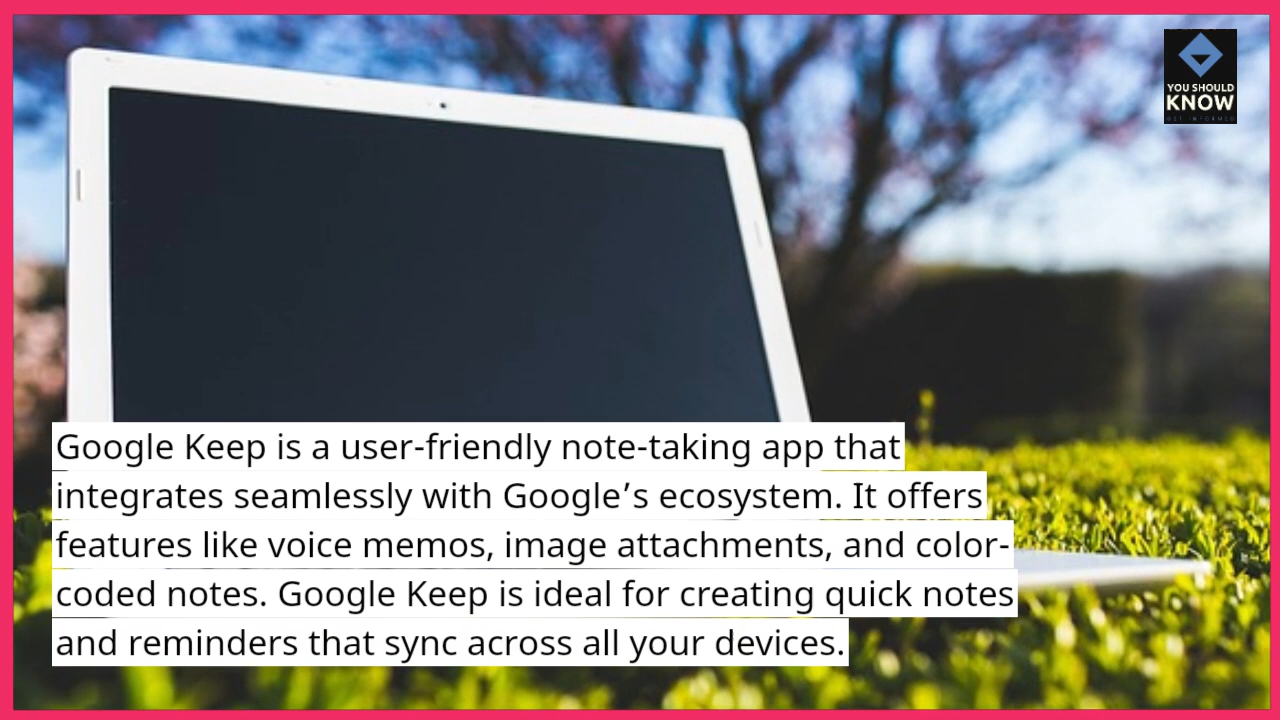 YOU SHOULD
KNOW
GET INFORMED
Google Keep is a user-friendly note-taking app that
integrates seamlessly with Google’s ecosystem. It offers
features like voice memos, image attachments, and color-
coded notes. Google Keep is ideal for creating quick notes
and reminders that sync across all your devices.